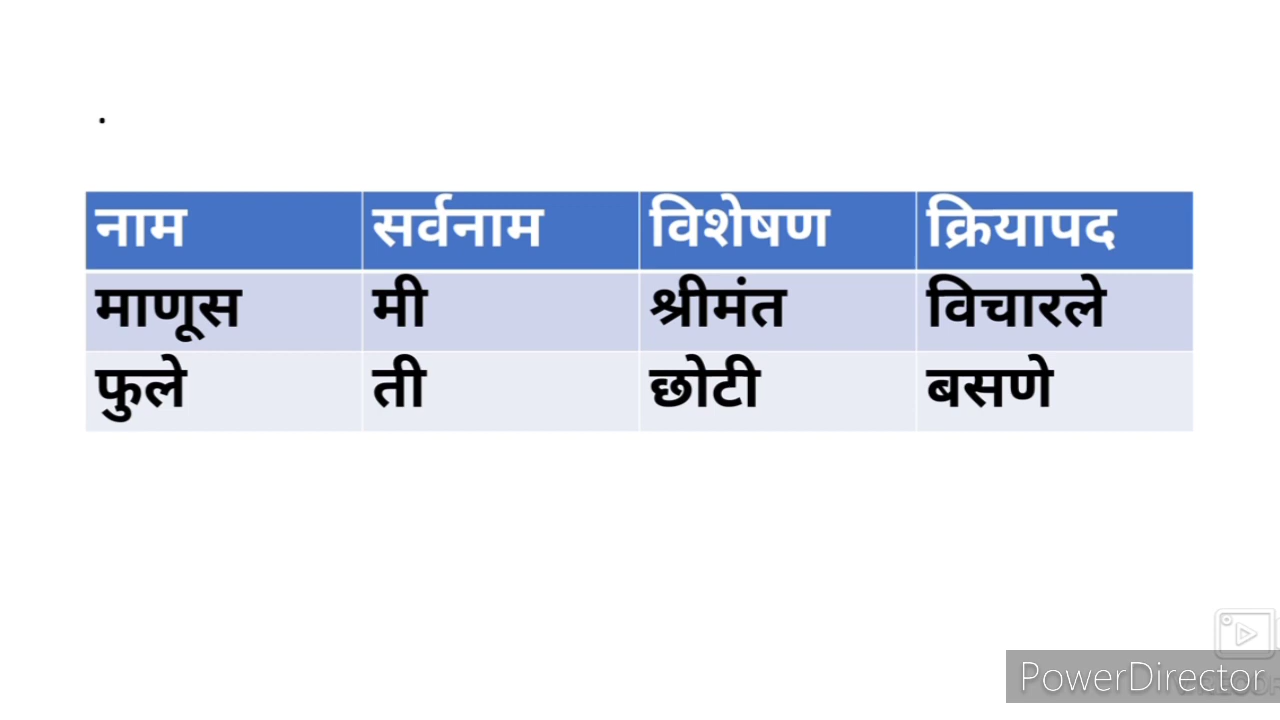 .
नाम सर्वनाम विशेषण क्रियापद
माणूस मी श्रीमंत विचारले
फुले ती छोटी बसणे
PowerDirector